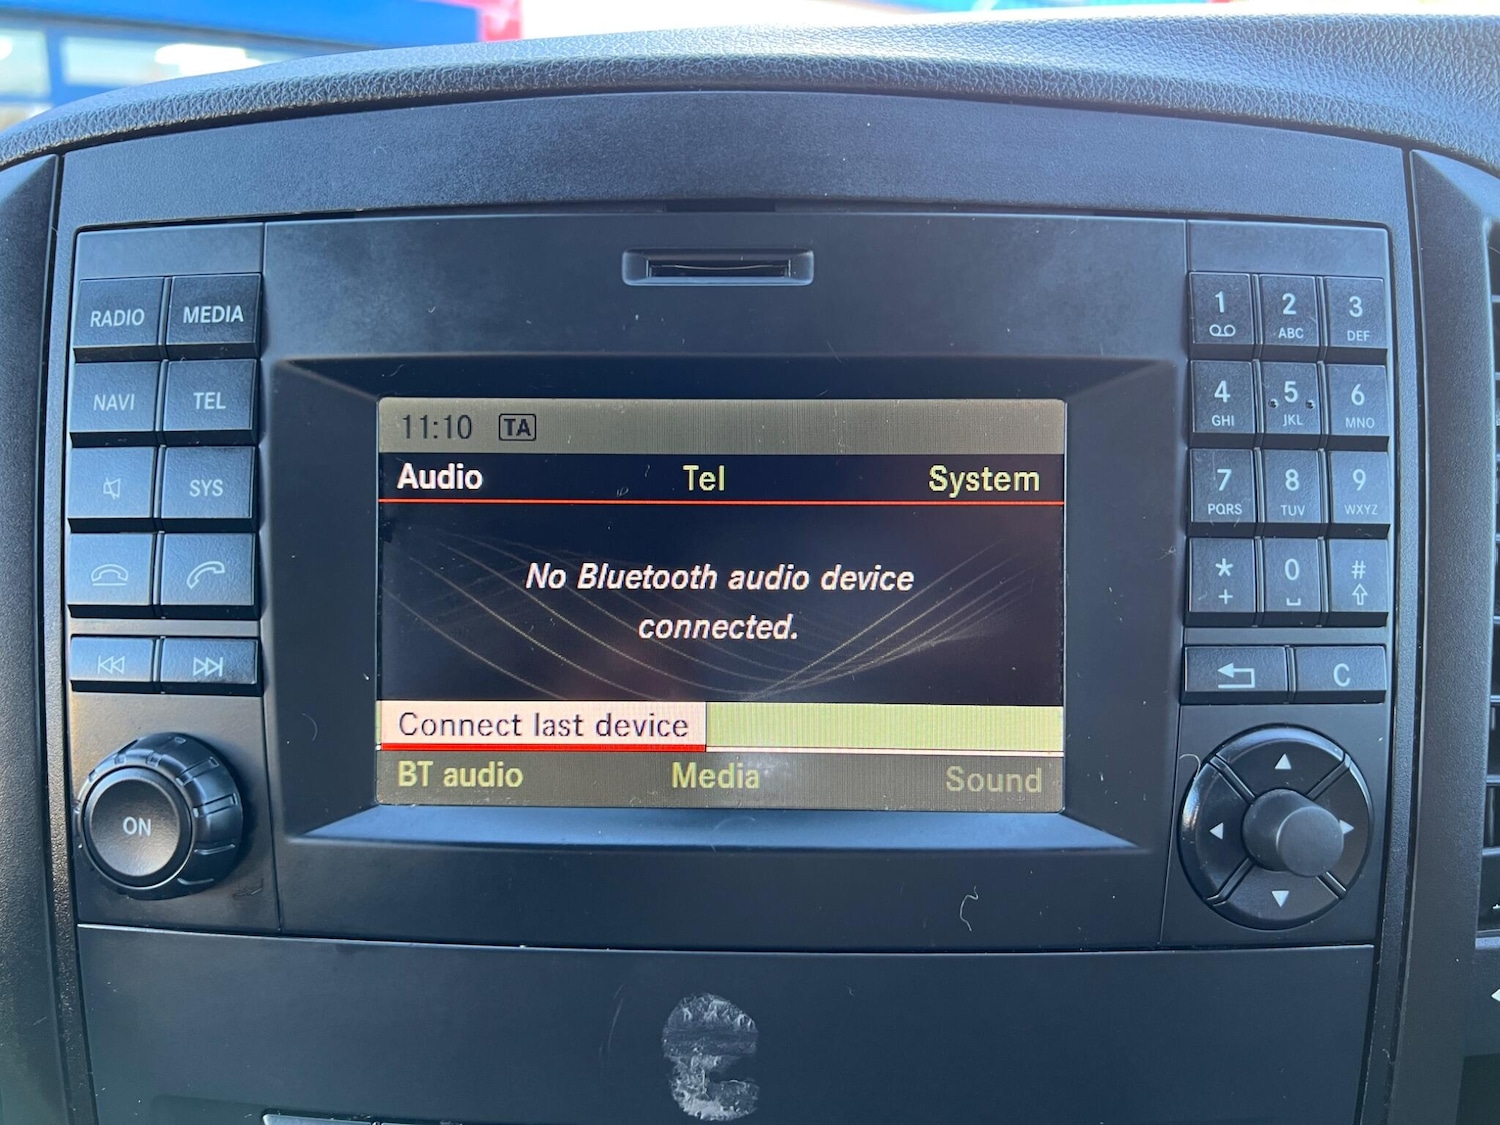 RADIO MEDIA
NAVI TEL
SYS
ON
11:10 TA
Audio Tel System
No Bluetooth audio device
connected.
Connect last device
BT audio Media Sound
1 2 3
ABC DEF
4 5 6
GHI JKL MNO
7 8 9
PQRS TUV WXYZ
* 0 #
+
C